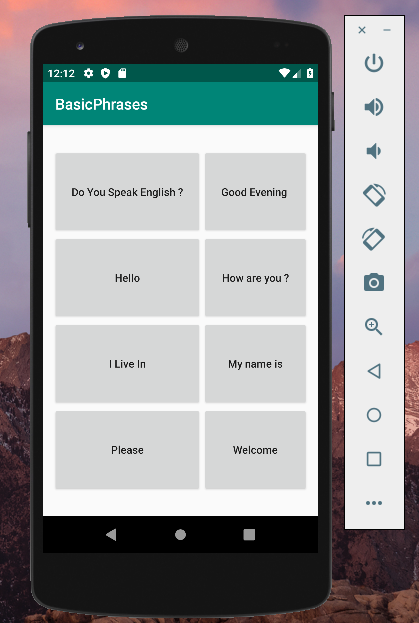 12:12
BasicPhrases
Do You Speak English ?
Good Evening
Hello
How are you ?
I Live In
My name is
Please
Welcome